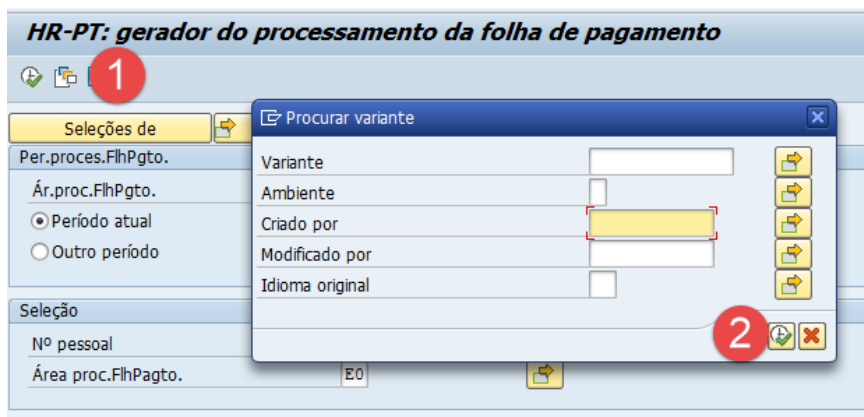 HR-PT: gerador do processamento da folha de pagamento
1
Seleções de
Per.proces.FlhPgto.
Ár.proc.FlhPgto.
Período atual
Outro período
Seleção
Nº pessoal
Área proc.FlhPagto.
E0
Procurar variante
Variante
Ambiente
Criado por
Modificado por
Idioma original
2